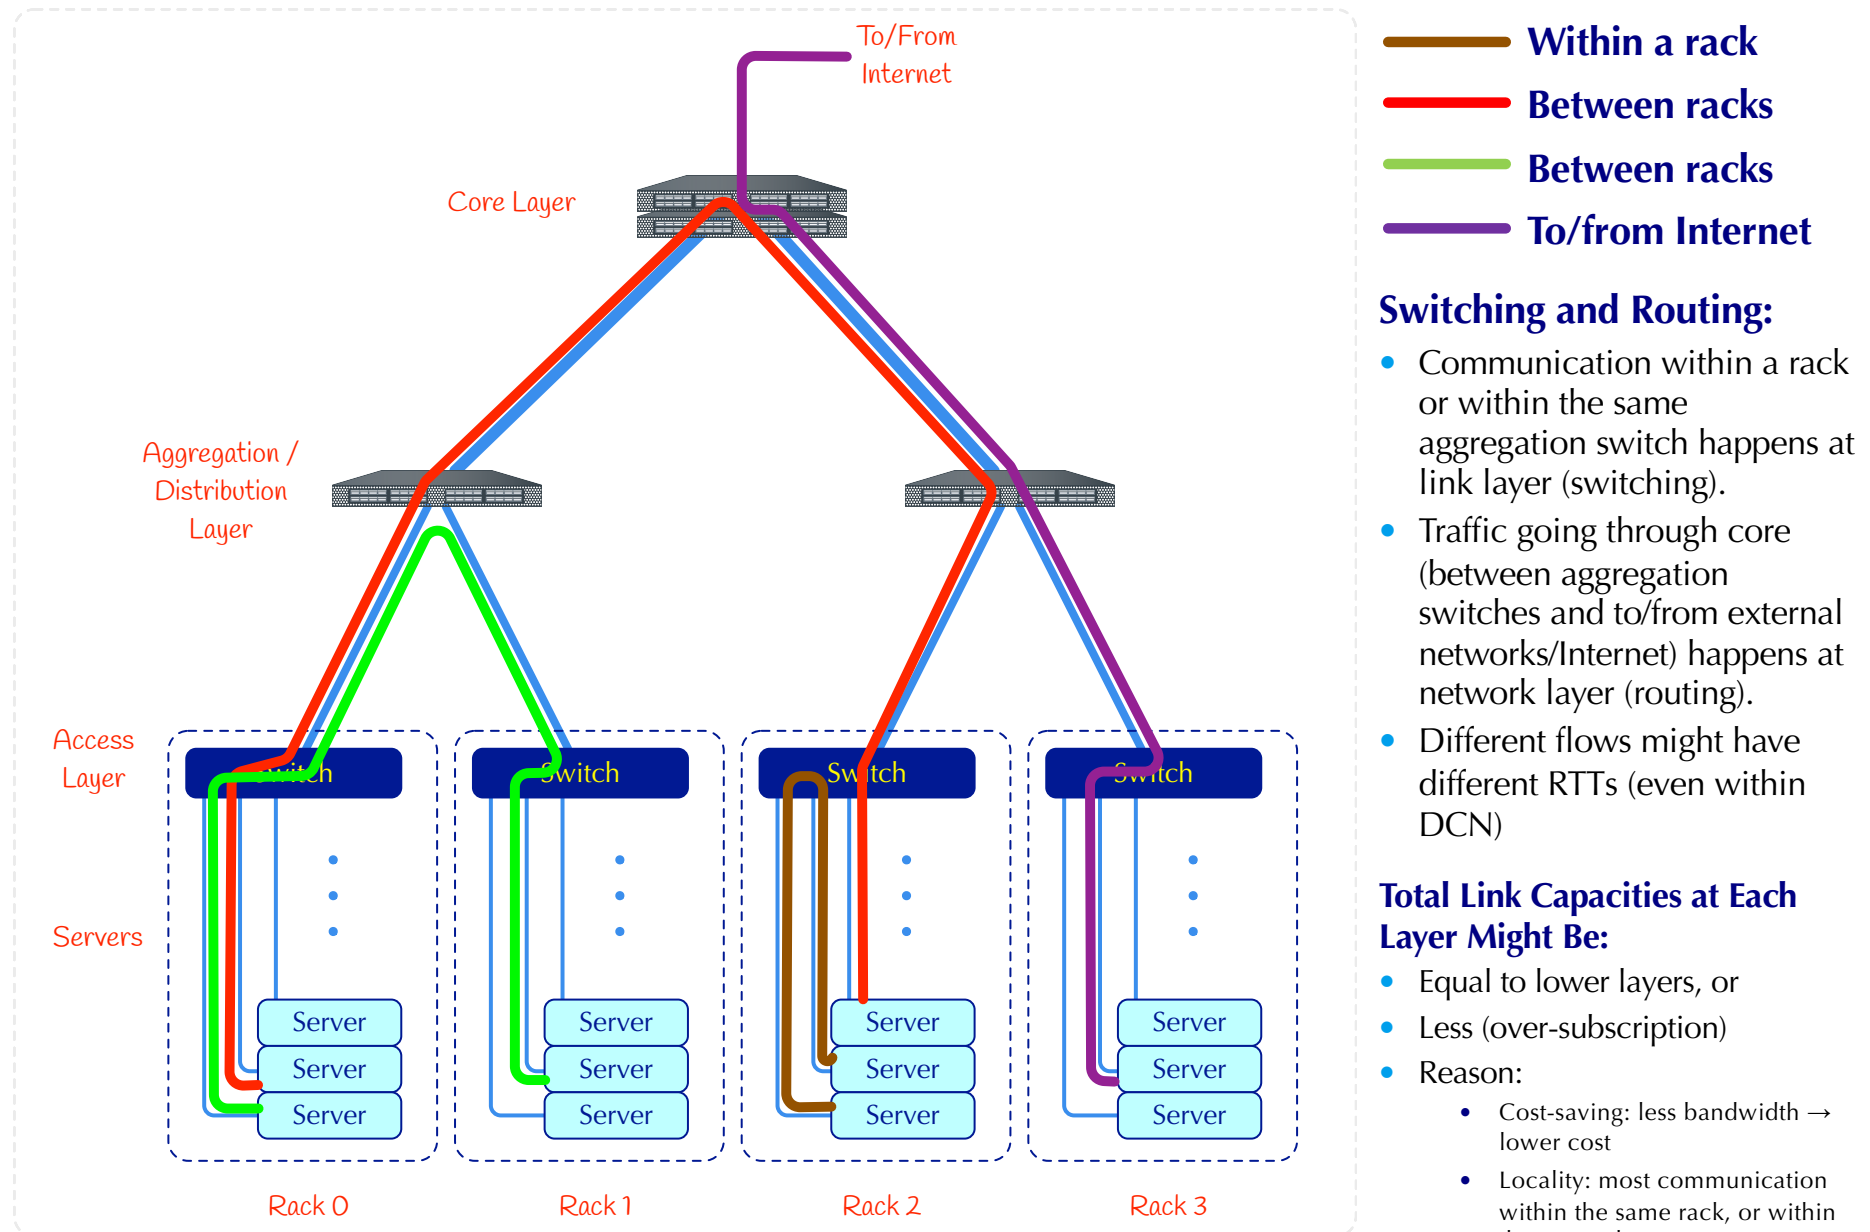 To/From
Internet
Core Layer
Aggregation /
Distribution
Layer
Access
Layer
Servers
Switch
Switch
Switch
Switch
Server
Server
Server
Server
Server
Server
Server
Server
Server
Server
Server
Server
Rack 0
Rack 1
Rack 2
Rack 3
Within a rack
Between racks
Between racks
To/from Internet
Switching and Routing:
• Communication within a rack
or within the same
aggregation switch happens at
link layer (switching).
• Traffic going through core
(between aggregation
switches and to/from external
networks/Internet) happens at
network layer (routing).
• Different flows might have
different RTTs (even within
DCN)
Total Link Capacities at Each
Layer Might Be:
• Equal to lower layers, or
• Less (over-subscription)
• Reason:
• Cost-saving: less bandwidth →
lower cost
• Locality: most communication
within the same rack, or within